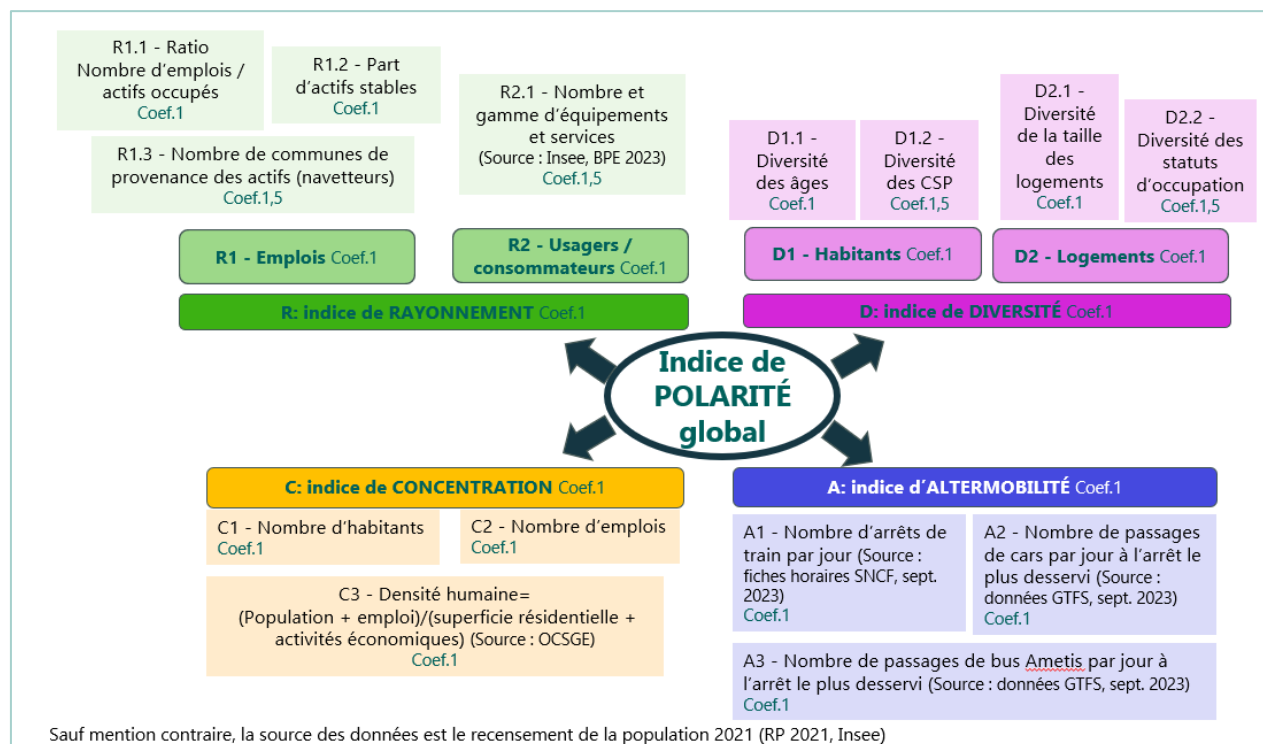 R1.1 - Ratio
Nombre d'emplois /
actifs occupés
Coef.1
R1.2 - Part
d'actifs stables
Coef.1
R1.3 - Nombre de communes de
provenance des actifs (navetteurs)
Coef.1,5
R2.1 - Nombre et
gamme d'équipements
et services
(Source : Insee, BPE 2023)
Coef.1,5
R1 - Emplois Coef.1
R2 - Usagers /
consommateurs Coef.1
R: indice de RAYONNEMENT Coef.1
D1.1 -
Diversité
des âges
Coef.1
D1.2 -
Diversité
des CSP
Coef.1,5
D2.1 -
Diversité
de la taille
des
logements
Coef.1
D2.2 -
Diversité des
statuts
d'occupation
Coef.1,5
D1 - Habitants Coef.1
D2 - Logements Coef.1
D: indice de DIVERSITÉ Coef.1
Indice de
POLARITÉ
global
C: indice de CONCENTRATION Coef.1
C1 - Nombre d'habitants
Coef.1
C2 - Nombre d'emplois
Coef.1
C3 - Densité humaine=
(Population + emploi)/(superficie résidentielle +
activités économiques) (Source : OCSGE)
Coef.1
A: indice d'ALTERMOBILITÉ Coef.1
A1 - Nombre d'arrêts de
train par jour (Source :
fiches horaires SNCF, sept.
2023)
Coef.1
A2 - Nombre de passages
de cars par jour à l'arrêt le
plus desservi (Source :
données GTFS, sept. 2023)
Coef.1
A3 - Nombre de passages de bus Ametis par jour à
l'arrêt le plus desservi (Source : données GTFS, sept. 2023)
Coef.1
Sauf mention contraire, la source des données est le recensement de la population 2021 (RP 2021, Insee)